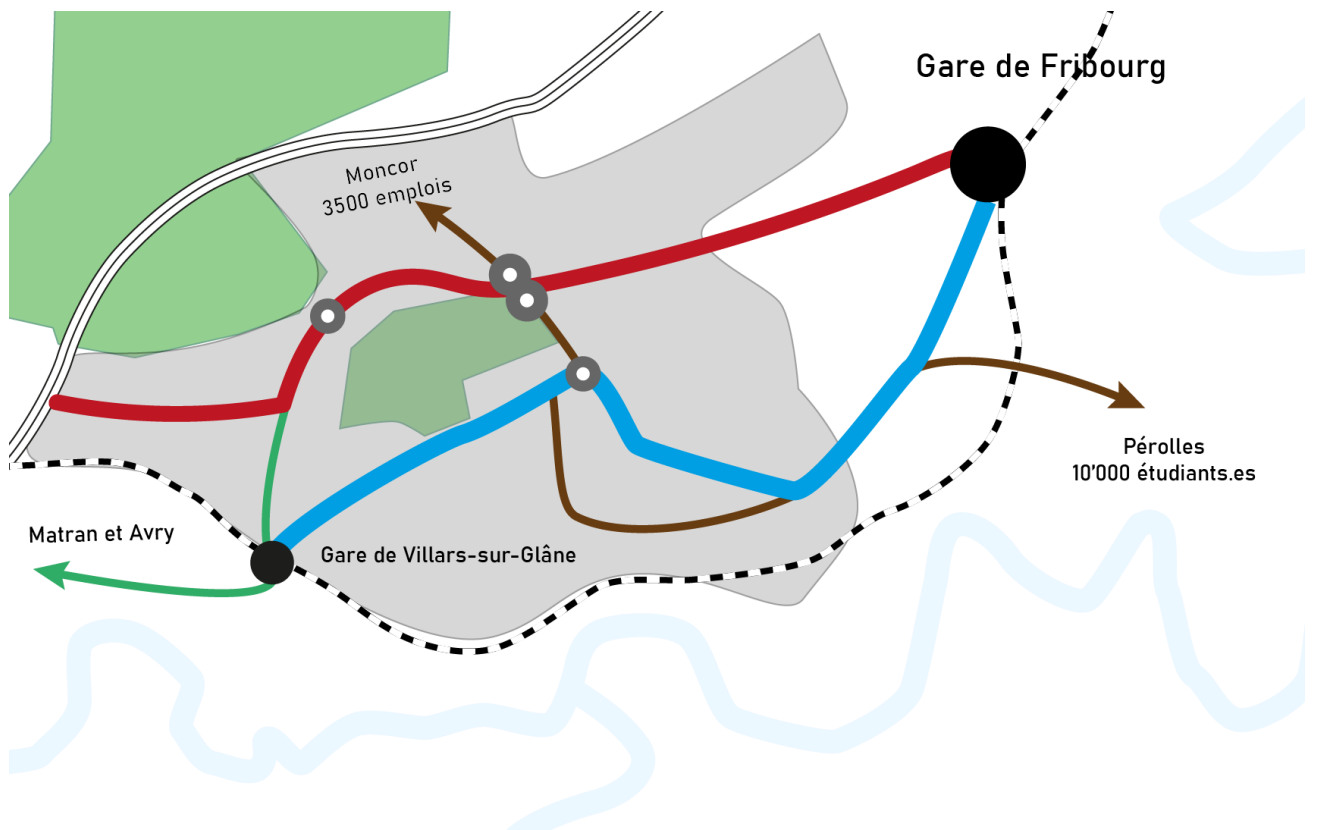 Gare de Fribourg
Moncor
3500 emplois
Pérolles
10'000 étudiants.es
Matran et Avry
Gare de Villars-sur-Glâne